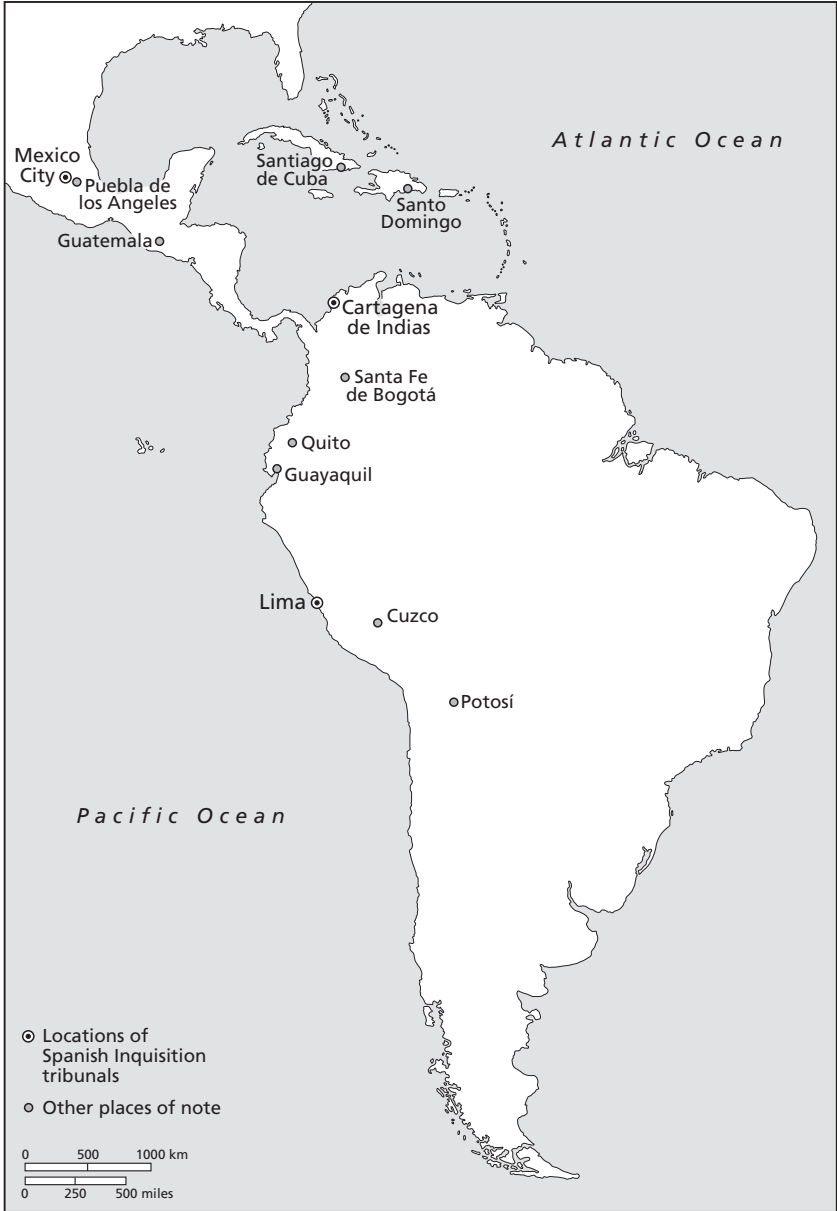 Atlantic Ocean
Mexico
City
Puebla de
los Angeles
Santiago
de Cuba
Santo
Domingo
Guatemala
Cartagena
de Indias
Santa Fe
de Bogotá
Quito
Guayaquil
Lima
Cuzco
Potosí
Pacific Ocean
Locations of
Spanish Inquisition
tribunals
Other places of note
0 500 1000 km
0 250 500 miles